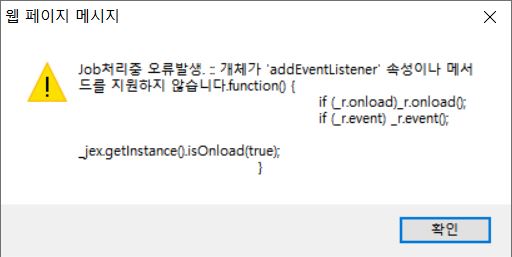 웹 페이지 메시지
Job처리중 오류발생. :: 개체가 'addEventListener' 속성이나 메서
드를 지원하지 않습니다.function() {
if (_r.onload)_r.onload();
if (_r.event) _r.event();
_jex.getInstance().isOnload(true);
}
확인